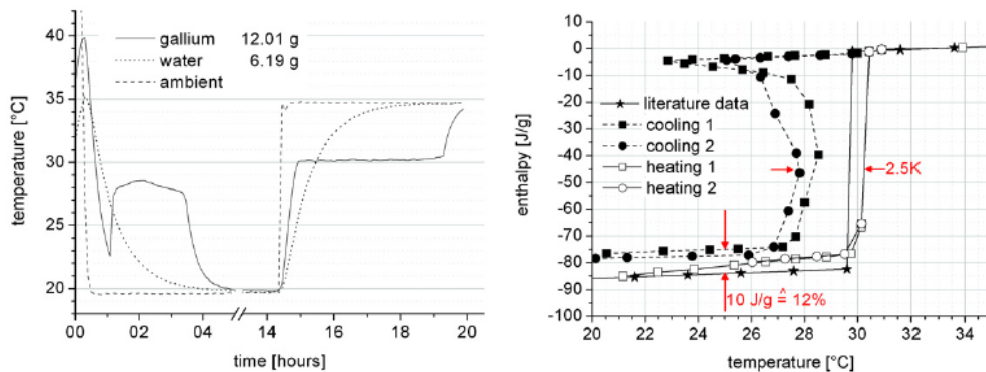 temperature [°C]
40
35
30
25
20
gallium 12.01 g
water 6.19 g
ambient
00 02 04 14 16 18 20
time [hours]
enthalpy [J/g]
10
0
-10
-20
-30
-40
-50
-60
-70
-80
-90
-100
literature data
cooling 1
cooling 2
heating 1
heating 2
2.5K
10 J/g ≙ 12%
20 22 24 26 28 30 32 34
temperature [°C]